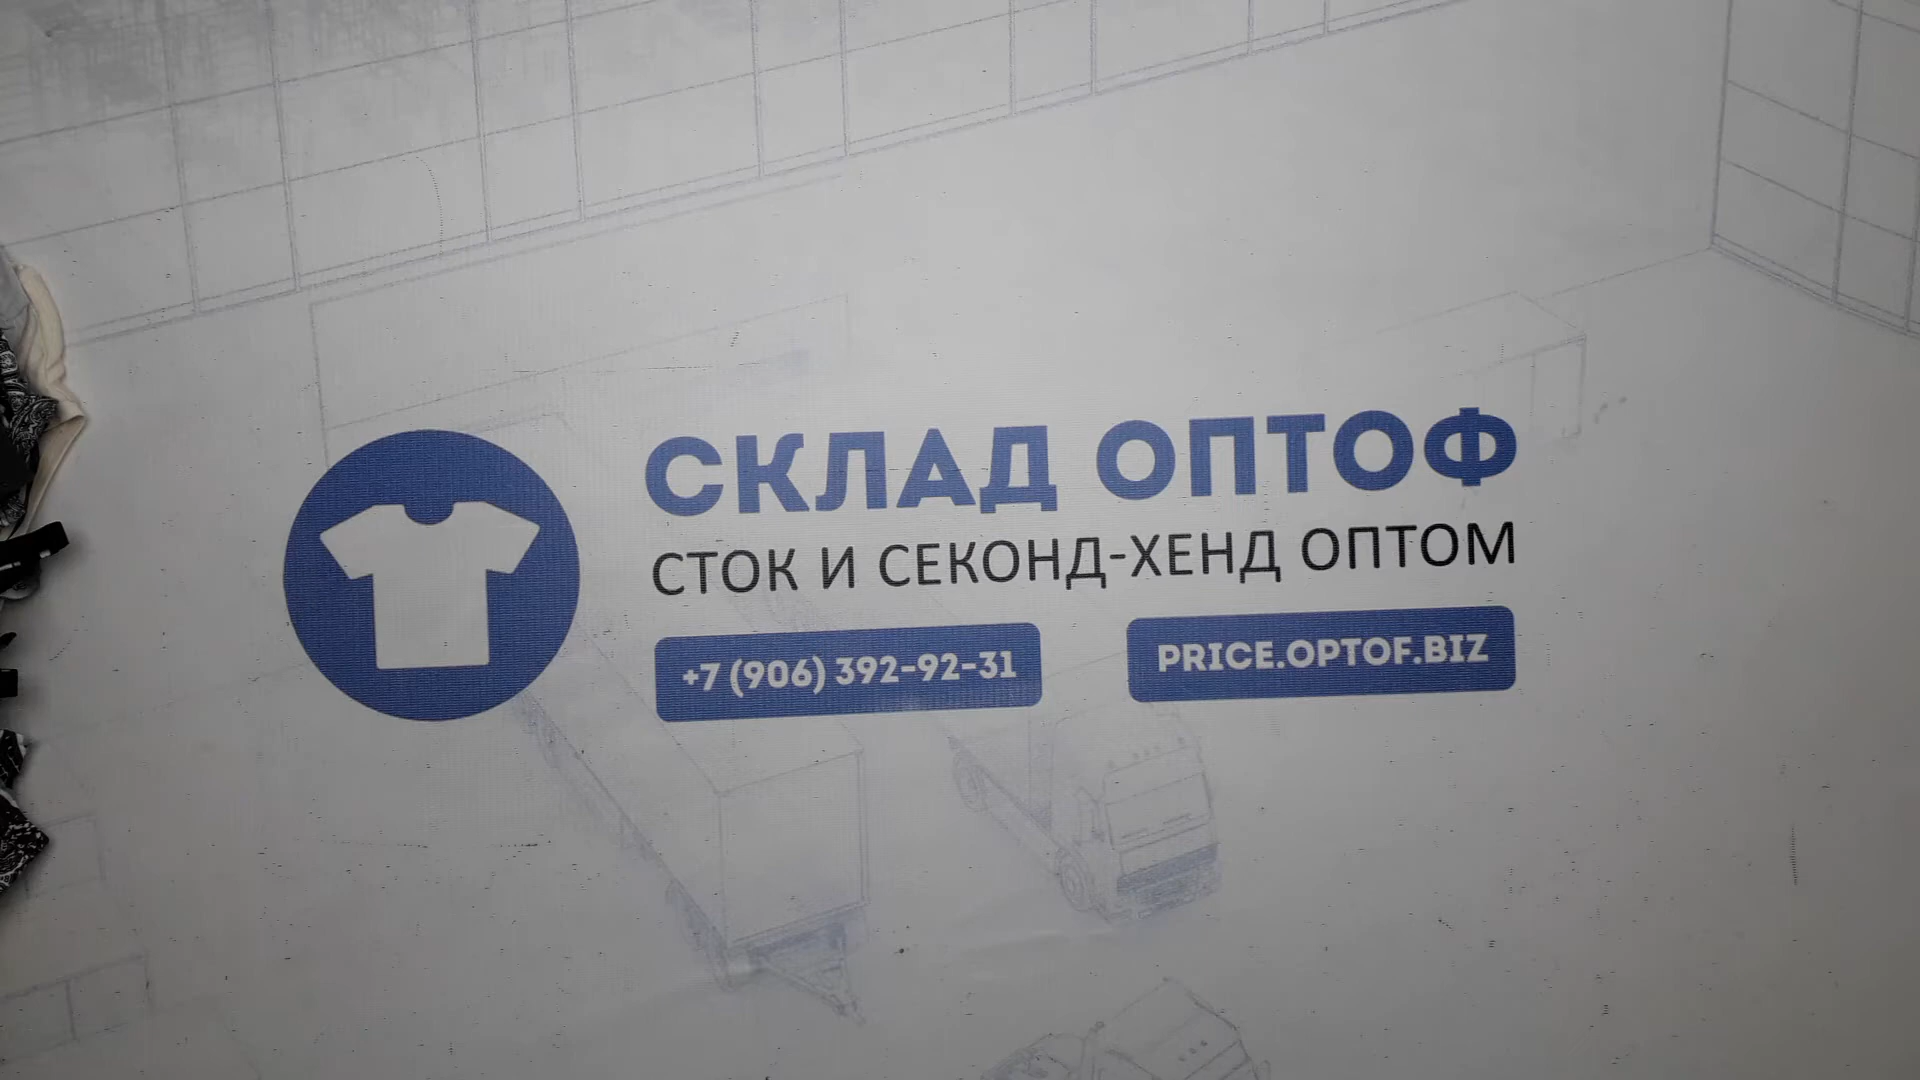 СКЛАД ОПТОФ
СТОК И СЕКОНД-ХЕНД ОПТОМ
+7 (906) 392-92-31
PRICE.OPTOF.BIZ